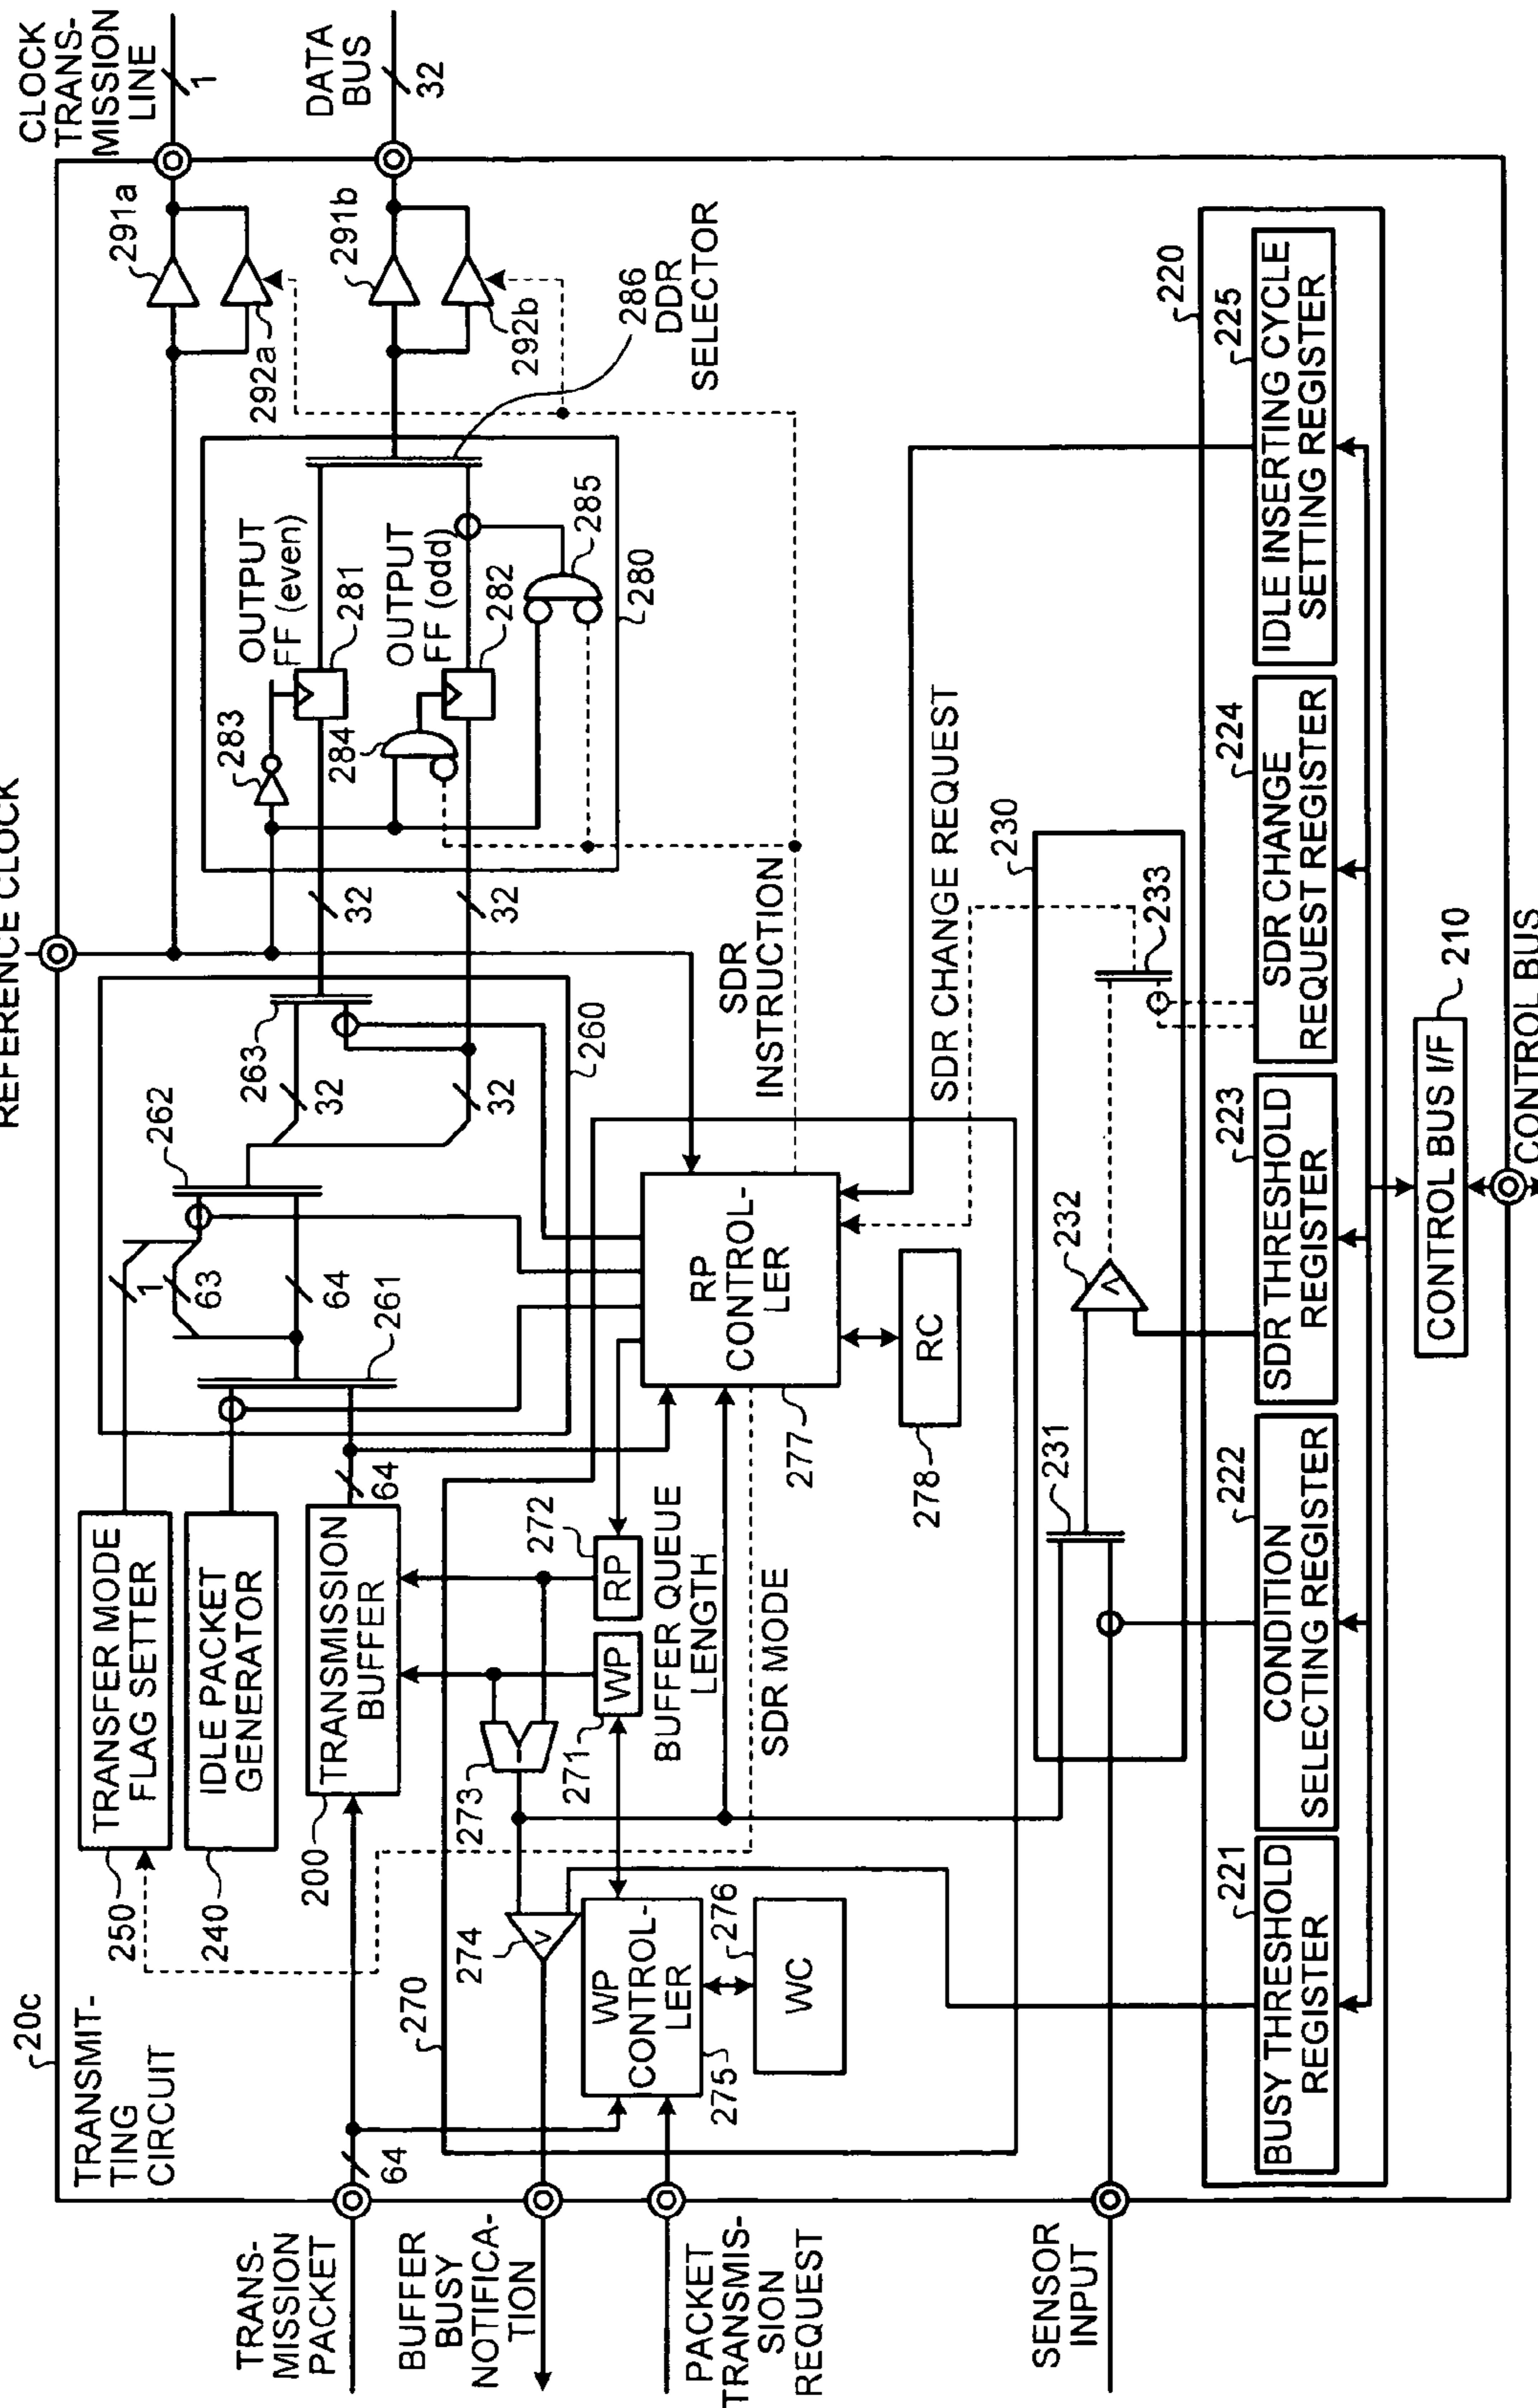 20c
TRANSMIT-
TING
CIRCUIT
REFERENCE CLOCK
CLOCK
TRANS-
MISSION
LINE
1
DATA
BUS
32
TRANS-
MISSION
PACKET
64
BUFFER
BUSY
NOTIFICA-
TION
PACKET
TRANSMIS-
SION
REQUEST
SENSOR
INPUT
250
TRANSFER MODE
FLAG SETTER
240
IDLE PACKET
GENERATOR
200
TRANSMISSION
BUFFER
64
1
63
64
261
262
263
32
32
260
32
32
283
OUTPUT
FF (even)
281
284
OUTPUT
FF (odd)
282
285
280
286
DDR
SELECTOR
291a
292a
291b
292b
270
274
>
273
271
WP
272
RP
BUFFER QUEUE
LENGTH
SDR MODE
WP
CONTROL-
LER
275
276
WC
RP
CONTROL-
LER
277
278
RC
SDR
INSTRUCTION
SDR CHANGE REQUEST
230
231
232
<
233
220
221
BUSY THRESHOLD
REGISTER
222
CONDITION
SELECTING REGISTER
223
SDR THRESHOLD
REGISTER
224
SDR CHANGE
REQUEST REGISTER
225
IDLE INSERTING CYCLE
SETTING REGISTER
CONTROL BUS I/F
210
CONTROL BUS